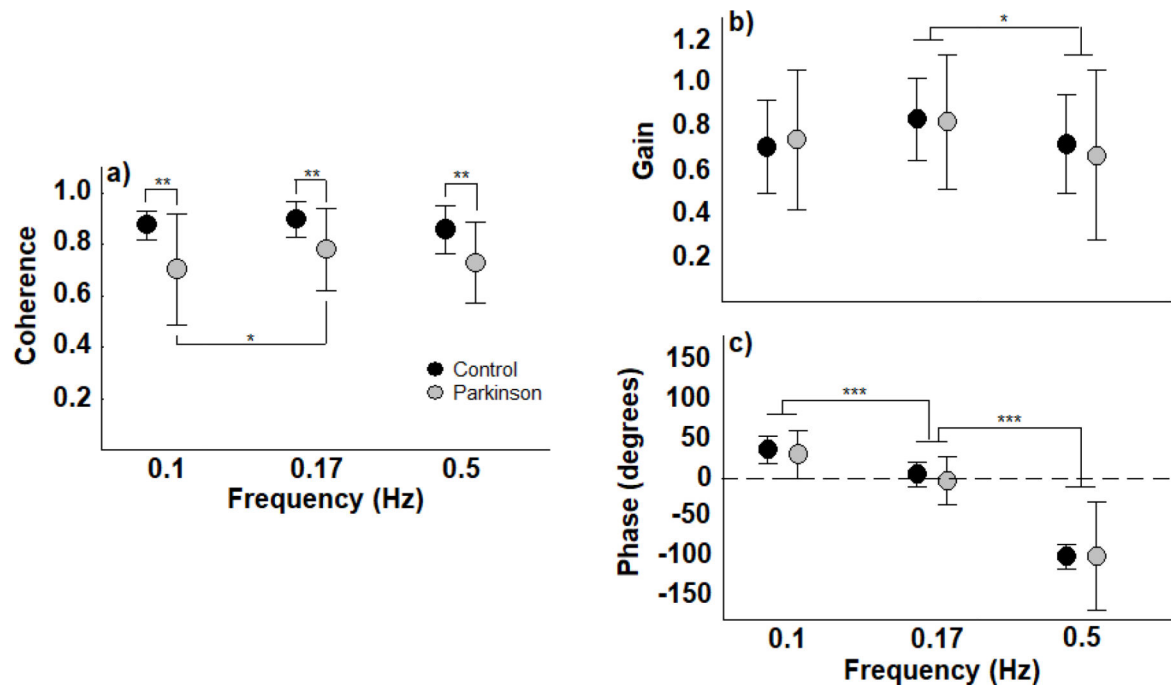 a)
**
**
**
1.0
0.8
0.6
0.4
0.2
*
Coherence
Control
Parkinson
0.1 0.17 0.5
Frequency (Hz)
b)
*
1.2
1.0
0.8
0.6
0.4
0.2
Gain
c)
150
100
50
0
-50
-100
-150
***
***
Phase (degrees)
0.1 0.17 0.5
Frequency (Hz)